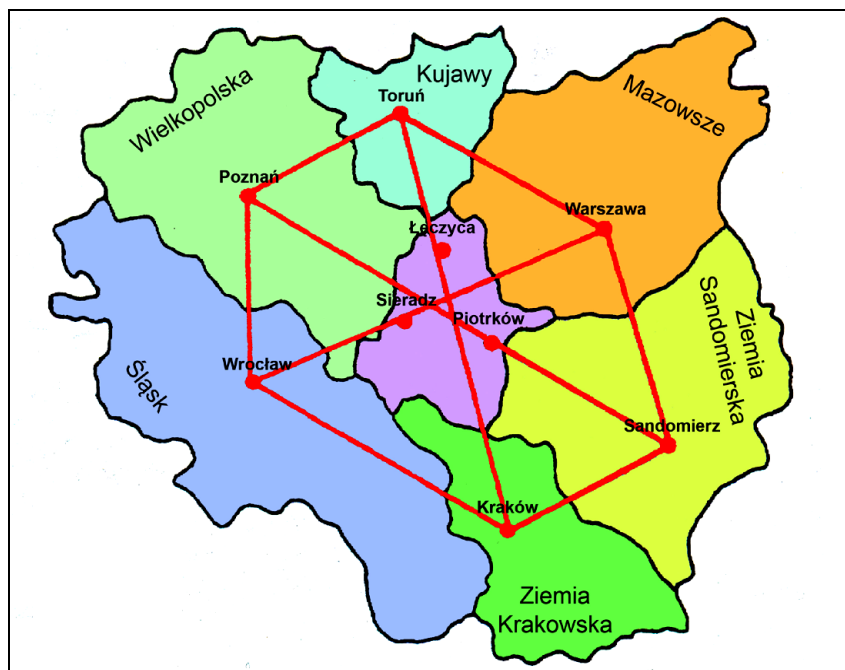 Kujawy
Toruń
Wielkopolska
Mazowsze
Poznań
Warszawa
Łęczyca
Sieradz
Piotrków
Ziemia
Sandomierska
Wrocław
Śląsk
Sandomierz
Kraków
Ziemia
Krakowska